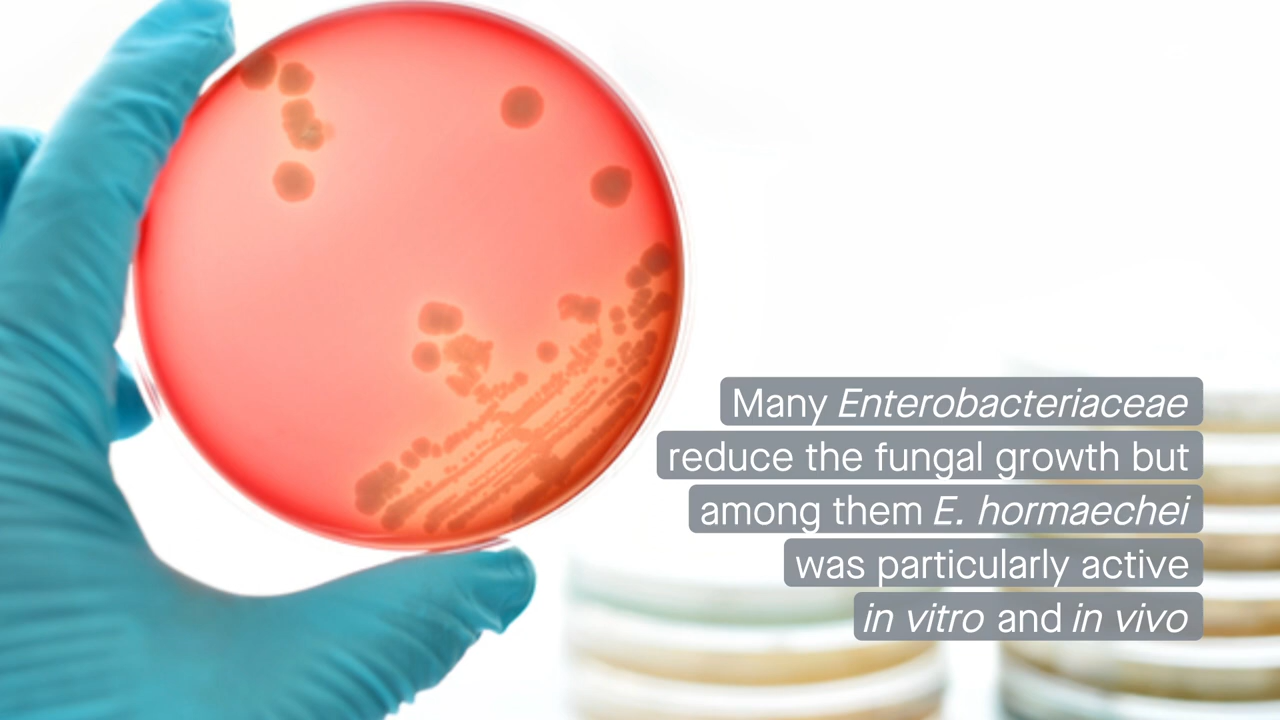 Many Enterobacteriaceae
reduce the fungal growth but
among them E. hormaechei
was particularly active
in vitro and in vivo